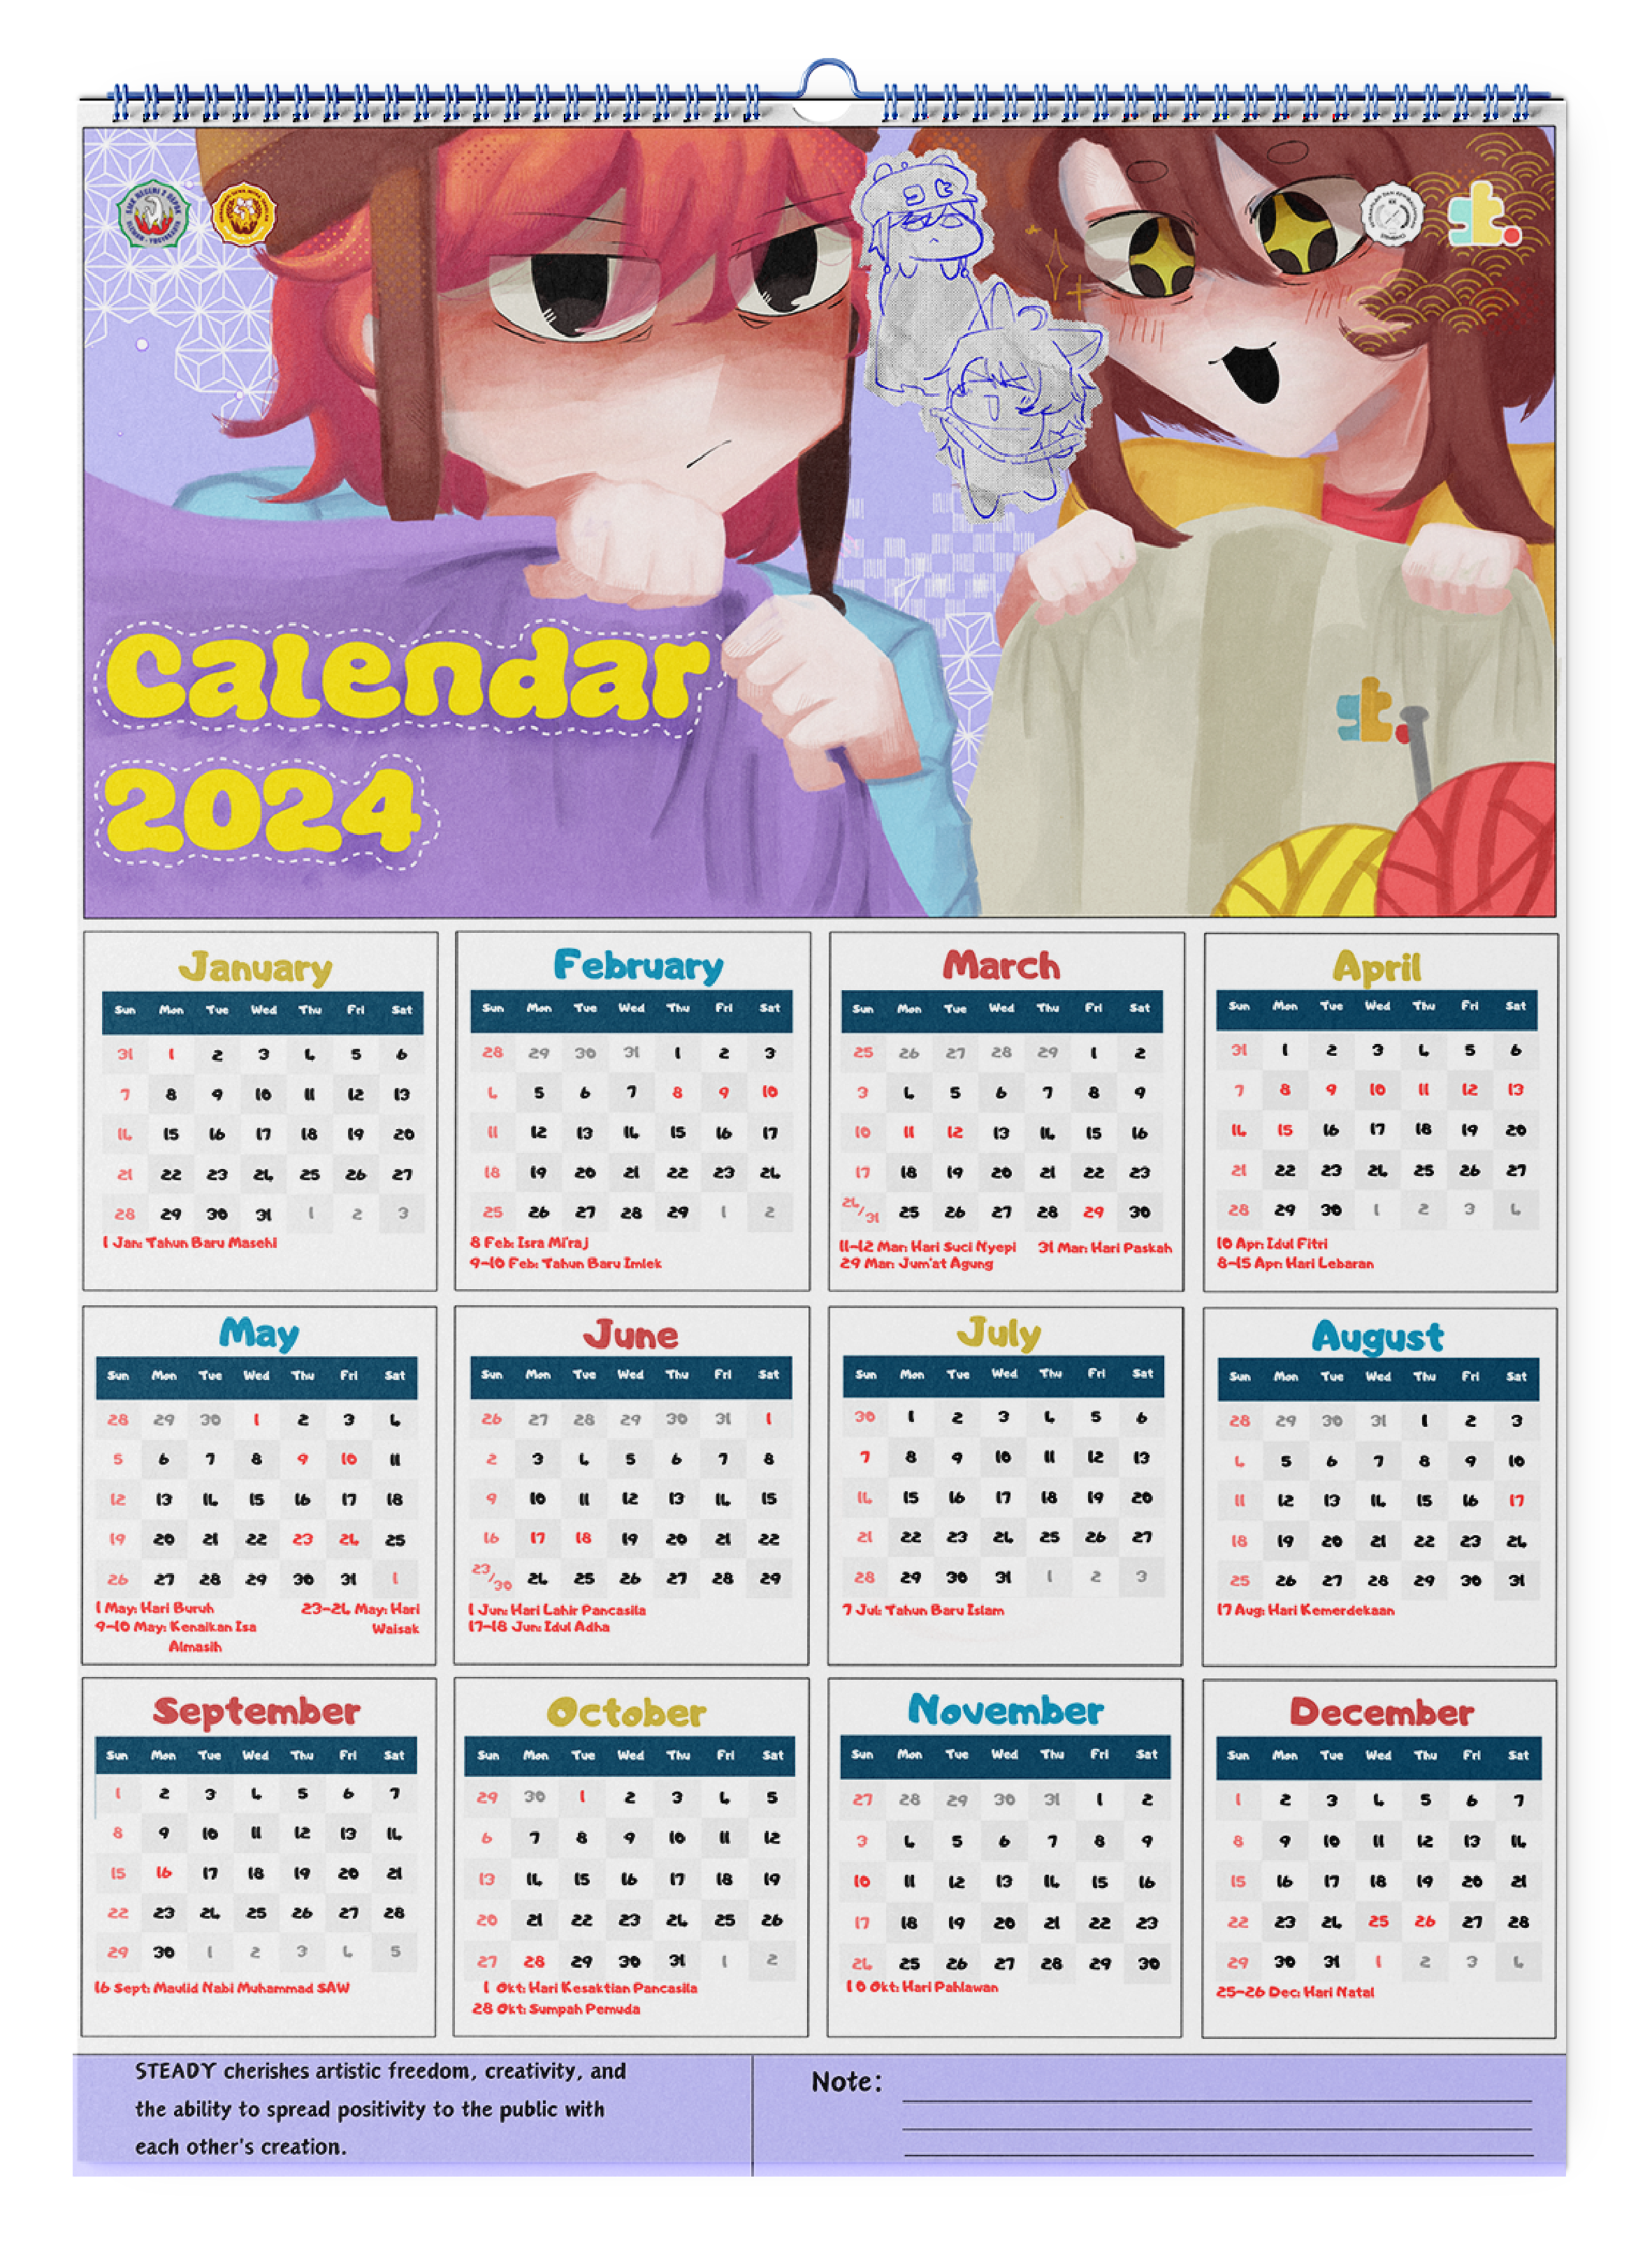 SMK NEGERI 2 DEPOK
SLEMAN - YOGYAKARTA
st.
st.
Calendar
2024
January
Sun Mon Tue Wed Thu Fri Sat
31 1 2 3 4 5 6
7 8 9 10 11 12 13
14 15 16 17 18 19 20
21 22 23 24 25 26 27
28 29 30 31 1 2 3
1 Jan: Tahun Baru Masehi
February
Sun Mon Tue Wed Thu Fri Sat
28 29 30 31 1 2 3
4 5 6 7 8 9 10
11 12 13 14 15 16 17
18 19 20 21 22 23 24
25 26 27 28 29 1 2
8 Feb: Isra Mi'raj
9-10 Feb: Tahun Baru Imlek
March
Sun Mon Tue Wed Thu Fri Sat
25 26 27 28 29 1 2
3 4 5 6 7 8 9
10 11 12 13 14 15 16
17 18 19 20 21 22 23
24/31 25 26 27 28 29 30
11-12 Mar: Hari Suci Nyepi 31 Mar: Hari Paskah
29 Mar: Jum'at Agung
April
Sun Mon Tue Wed Thu Fri Sat
31 1 2 3 4 5 6
7 8 9 10 11 12 13
14 15 16 17 18 19 20
21 22 23 24 25 26 27
28 29 30 1 2 3 4
10 Apr: Idul Fitri
8-15 Apr: Hari Lebaran
May
Sun Mon Tue Wed Thu Fri Sat
28 29 30 1 2 3 4
5 6 7 8 9 10 11
12 13 14 15 16 17 18
19 20 21 22 23 24 25
26 27 28 29 30 31 1
1 May: Hari Buruh
9-10 May: Kenaikan Isa
Almasih
23-24 May: Hari
Waisak
June
Sun Mon Tue Wed Thu Fri Sat
26 27 28 29 30 31 1
2 3 4 5 6 7 8
9 10 11 12 13 14 15
16 17 18 19 20 21 22
23/30 24 25 26 27 28 29
1 Jun: Hari Lahir Pancasila
17-18 Jun: Idul Adha
July
Sun Mon Tue Wed Thu Fri Sat
30 1 2 3 4 5 6
7 8 9 10 11 12 13
14 15 16 17 18 19 20
21 22 23 24 25 26 27
28 29 30 31 1 2 3
7 Jul: Tahun Baru Islam
August
Sun Mon Tue Wed Thu Fri Sat
28 29 30 31 1 2 3
4 5 6 7 8 9 10
11 12 13 14 15 16 17
18 19 20 21 22 23 24
25 26 27 28 29 30 31
17 Aug: Hari Kemerdekaan
September
Sun Mon Tue Wed Thu Fri Sat
1 2 3 4 5 6 7
8 9 10 11 12 13 14
15 16 17 18 19 20 21
22 23 24 25 26 27 28
29 30 1 2 3 4 5
16 Sept: Maulid Nabi Muhammad SAW
October
Sun Mon Tue Wed Thu Fri Sat
29 30 1 2 3 4 5
6 7 8 9 10 11 12
13 14 15 16 17 18 19
20 21 22 23 24 25 26
27 28 29 30 31 1 2
1 Okt: Hari Kesaktian Pancasila
28 Okt: Sumpah Pemuda
November
Sun Mon Tue Wed Thu Fri Sat
27 28 29 30 31 1 2
3 4 5 6 7 8 9
10 11 12 13 14 15 16
17 18 19 20 21 22 23
24 25 26 27 28 29 30
10 Okt: Hari Pahlawan
December
Sun Mon Tue Wed Thu Fri Sat
1 2 3 4 5 6 7
8 9 10 11 12 13 14
15 16 17 18 19 20 21
22 23 24 25 26 27 28
29 30 31 1 2 3 4
25-26 Dec: Hari Natal
STEADY cherishes artistic freedom, creativity, and
the ability to spread positivity to the public with
each other's creation.
Note: